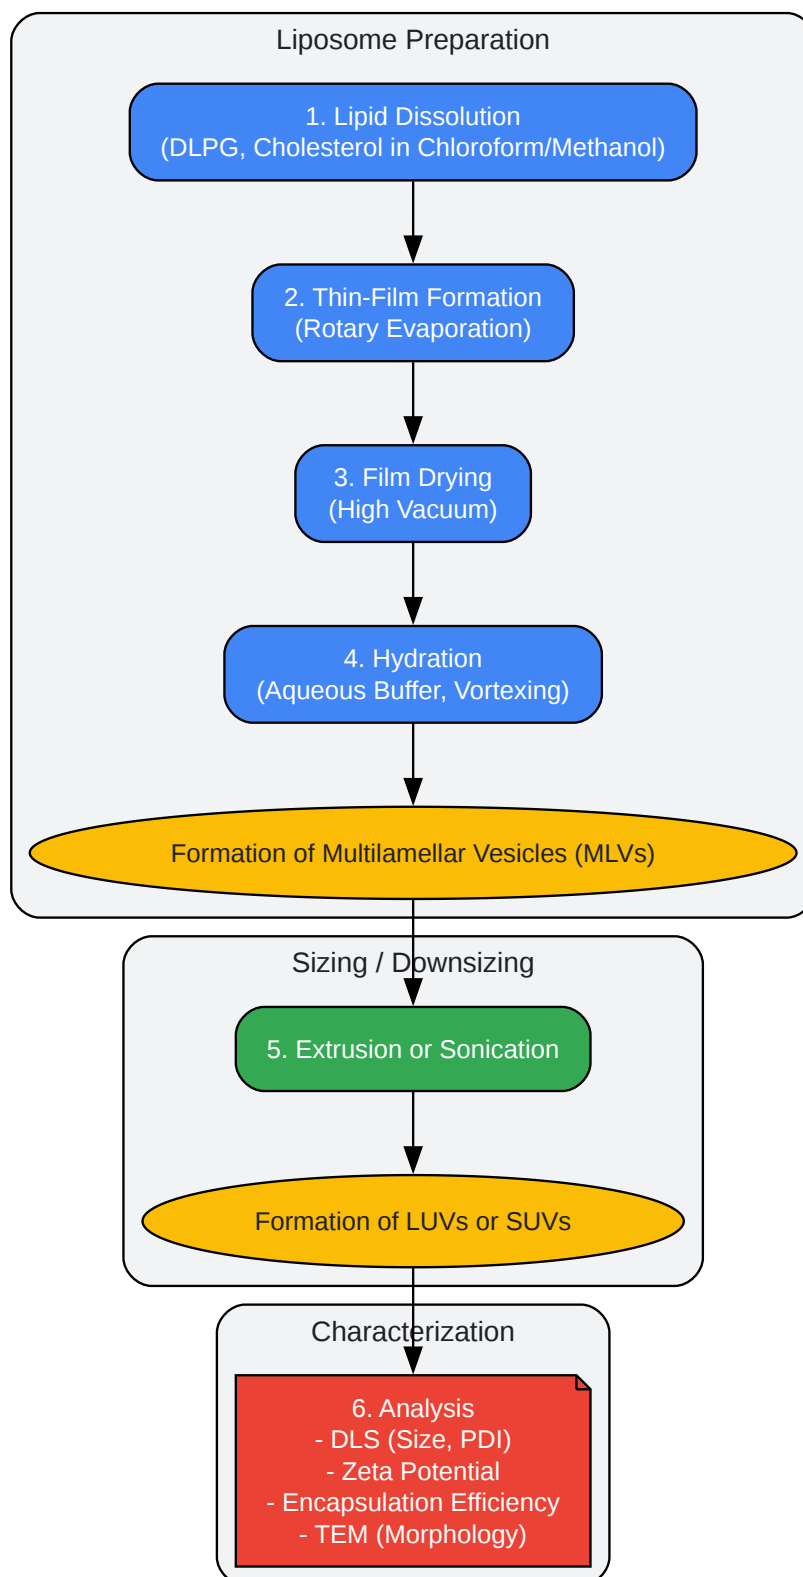 Liposome Preparation
1. Lipid Dissolution
(DLPG, Cholesterol in Chloroform/Methanol)
2. Thin-Film Formation
(Rotary Evaporation)
3. Film Drying
(High Vacuum)
4. Hydration
(Aqueous Buffer, Vortexing)
Formation of Multilamellar Vesicles (MLVs)
Sizing / Downsizing
5. Extrusion or Sonication
Formation of LUVs or SUVs
Characterization
6. Analysis
- DLS (Size, PDI)
- Zeta Potential
- Encapsulation Efficiency
- TEM (Morphology)